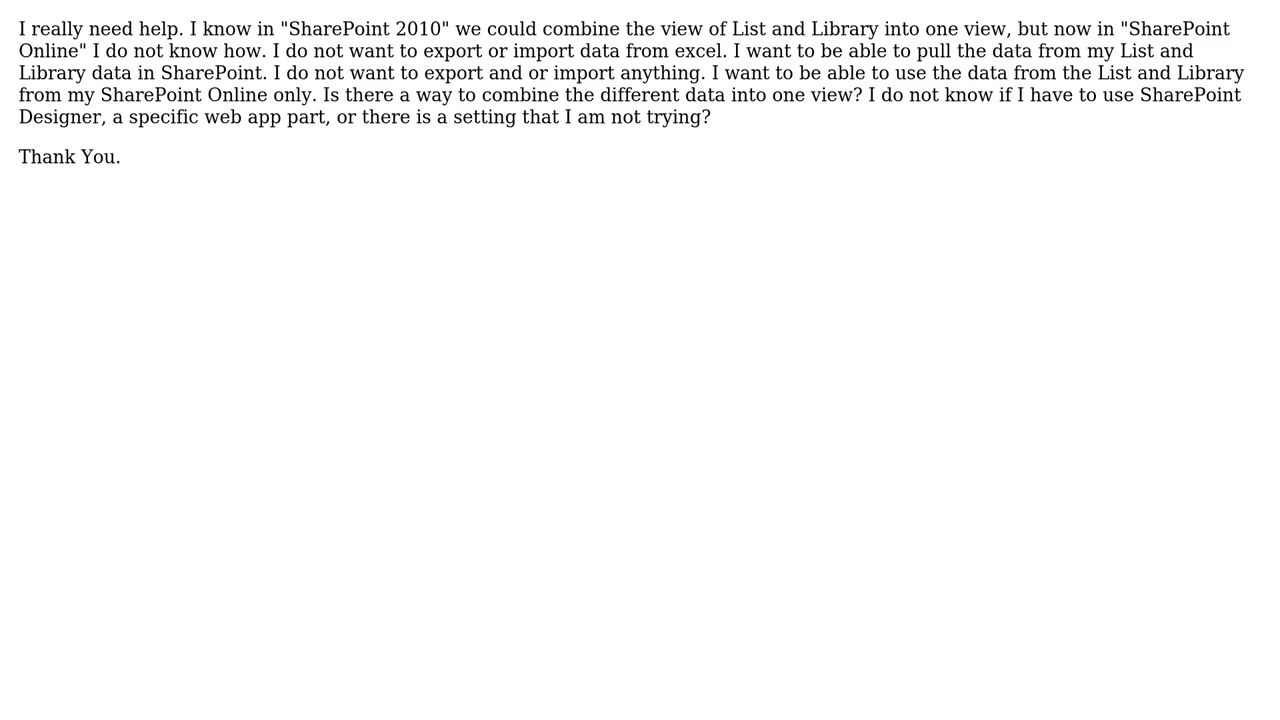 I really need help. I know in "SharePoint 2010" we could combine the view of List and Library into one view, but now in "SharePoint
Online" I do not know how. I do not want to export or import data from excel. I want to be able to pull the data from my List and
Library data in SharePoint. I do not want to export and or import anything. I want to be able to use the data from the List and Library
from my SharePoint Online only. Is there a way to combine the different data into one view? I do not know if I have to use SharePoint
Designer, a specific web app part, or there is a setting that I am not trying?
Thank You.